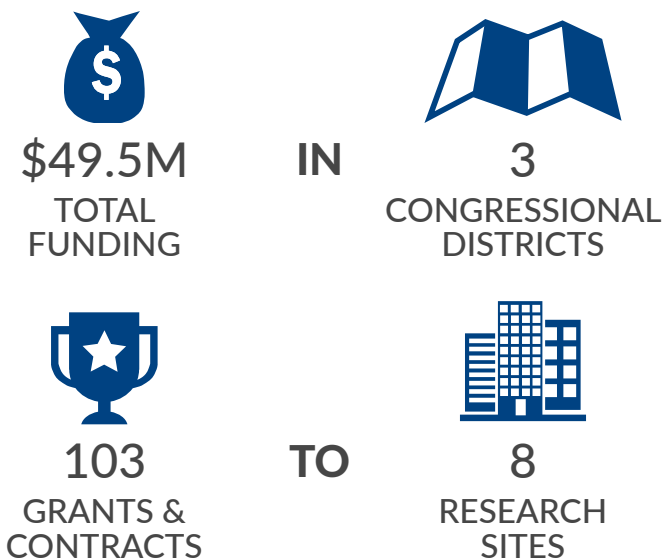 $
$49.5M IN 3
TOTAL
FUNDING
CONGRESSIONAL
DISTRICTS
103 TO 8
GRANTS &
CONTRACTS
RESEARCH
SITES